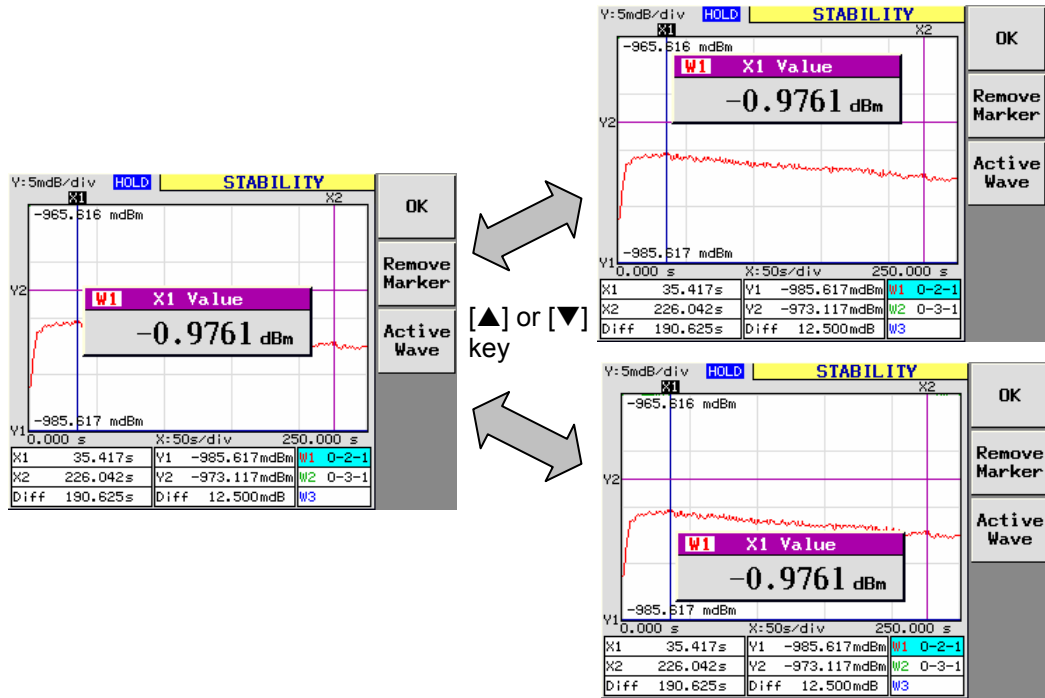 Y:5mdB/div HOLD STABILITY
X1 X2
-965.616 mdBm
Y2
W1 X1 Value
-0.9761 dBm
-985.617 mdBm
Y1
0.000 s X:50s/div 250.000 s
X1 35.417s Y1 -985.617mdBm W1 0-2-1
X2 226.042s Y2 -973.117mdBm W2 0-3-1
Diff 190.625s Diff 12.500mdB W3
OK
Remove
Marker
Active
Wave
[▲] or [▼]
key
Y:5mdB/div HOLD STABILITY
X1 X2
-965.616 mdBm
W1 X1 Value
-0.9761 dBm
Y2
-985.617 mdBm
Y1
0.000 s X:50s/div 250.000 s
X1 35.417s Y1 -985.617mdBm W1 0-2-1
X2 226.042s Y2 -973.117mdBm W2 0-3-1
Diff 190.625s Diff 12.500mdB W3
OK
Remove
Marker
Active
Wave
Y:5mdB/div HOLD STABILITY
X1 X2
-965.616 mdBm
Y2
W1 X1 Value
-0.9761 dBm
-985.617 mdBm
Y1
0.000 s X:50s/div 250.000 s
X1 35.417s Y1 -985.617mdBm W1 0-2-1
X2 226.042s Y2 -973.117mdBm W2 0-3-1
Diff 190.625s Diff 12.500mdB W3
OK
Remove
Marker
Active
Wave